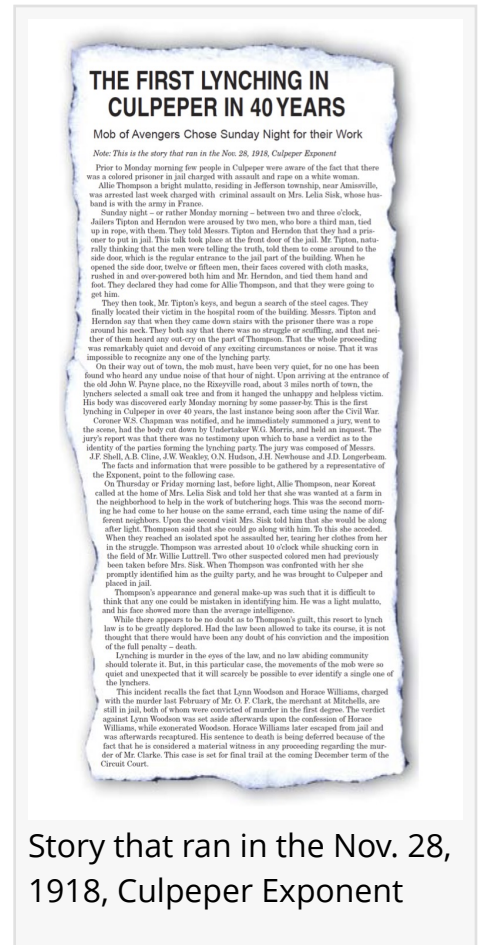 THE FIRST LYNCHING IN
CULPEPER IN 40 YEARS
Mob of Avengers Chose Sunday Night for their Work
Note: This is the story that ran in the Nov. 28, 1918, Culpeper Exponent
Prior to Monday morning few people in Culpeper were aware of the fact that there
was a colored prisoner in jail charged with assault and rape on a white woman.
Allie Thompson a bright mulatto, residing in Jefferson township, near Amissville,
was arrested last week charged with criminal assault on Mrs. Lelia Sisk, whose hus-
band is with the army in France.
Sunday night – or rather Monday morning – between two and three o'clock,
Jailers Tipton and Herndon were aroused by two men, who bore a third man, tied
up in rope, with them. They told Messrs. Tipton and Herndon that they had a pris-
oner to put in jail. This talk took place at the front door of the jail. Mr. Tipton, natu-
rally thinking that the men were telling the truth, told them to come around to the
side door, which is the regular entrance to the jail part of the building. When he
opened the side door, twelve or fifteen men, their faces covered with cloth masks,
rushed in and over-powered both him and Mr. Herndon, and tied them hand and
foot. They declared they had come for Allie Thompson, and that they were going to
get him.
They then took, Mr. Tipton's keys, and begun a search of the steel cages. They
finally located their victim in the hospital room of the building. Messrs. Tipton and
Herndon say that when they came down stairs with the prisoner there was a rope
around his neck. They both say that there was no struggle or scuffling, and that nei-
ther of them heard any out-cry on the part of Thompson. That the whole proceeding
was remarkably quiet and devoid of any exciting circumstances or noise. That it was
impossible to recognize any one of the lynching party.
On their way out of town, the mob must, have been very quiet, for no one has been
found who heard any undue noise of that hour of night. Upon arriving at the entrance of
the old John W. Payne place, no the Rixeyville road, about 3 miles north of town, the
lynchers selected a small oak tree and from it hanged the unhappy and helpless victim.
His body was discovered early Monday morning by some passer-by. This is the first
lynching in Culpeper in over 40 years, the last instance being soon after the Civil War.
Coroner W.S. Chapman was notified, and he immediately summoned a jury, went to
the scene, had the body cut down by Undertaker W.G. Morris, and held an inquest. The
jury's report was that there was no testimony upon which to base a verdict as to the
identity of the parties forming the lynching party. The jury was composed of Messrs.
J.F. Shell, A.B. Cline, J.W. Weakley, O.N. Hudson, J.H. Newhouse and J.D. Longerbeam.
The facts and information that were possible to be gathered by a representative of
the Exponent, point to the following case.
On Thursday or Friday morning last, before light, Allie Thompson, near Koreat
called at the home of Mrs. Lelia Sisk and told her that she was wanted at a farm in
the neighborhood to help in the work of butchering hogs. This was the second morn-
ing he had come to her house on the same errand, each time using the name of dif-
ferent neighbors. Upon the second visit Mrs. Sisk told him that she would be along
after light. Thompson said that she could go along with him. To this she acceded.
When they reached an isolated spot he assaulted her, tearing her clothes from her
in the struggle. Thompson was arrested about 10 o'clock while shucking corn in
the field of Mr. Willie Luttrell. Two other suspected colored men had previously
been taken before Mrs. Sisk. When Thompson was confronted with her she
promptly identified him as the guilty party, and he was brought to Culpeper and
placed in jail.
Thompson's appearance and general make-up was such that it is difficult to
think that any one could be mistaken in identifying him. He was a light mulatto,
and his face showed more than the average intelligence.
While there appears to be no doubt as to Thompson's guilt, this resort to lynch
law is to be greatly deplored. Had the law been allowed to take its course, it is not
thought that there would have been any doubt of his conviction and the imposition
of the full penalty – death.
Lynching is murder in the eyes of the law, and no law abiding community
should tolerate it. But, in this particular case, the movements of the mob were so
quiet and unexpected that it will scarcely be possible to ever identify a single one of
the lynchers.
This incident recalls the fact that Lynn Woodson and Horace Williams, charged
with the murder last February of Mr. O. F. Clark, the merchant at Mitchells, are
still in jail, both of whom were convicted of murder in the first degree. The verdict
against Lynn Woodson was set aside afterwards upon the confession of Horace
Williams, while exonerated Woodson. Horace Williams later escaped from jail and
was afterwards recaptured. His sentence to death is being deferred because of the
fact that he is considered a material witness in any proceeding regarding the mur-
der of Mr. Clarke. This case is set for final trail at the coming December term of the
Circuit Court.
Story that ran in the Nov. 28,
1918, Culpeper Exponent